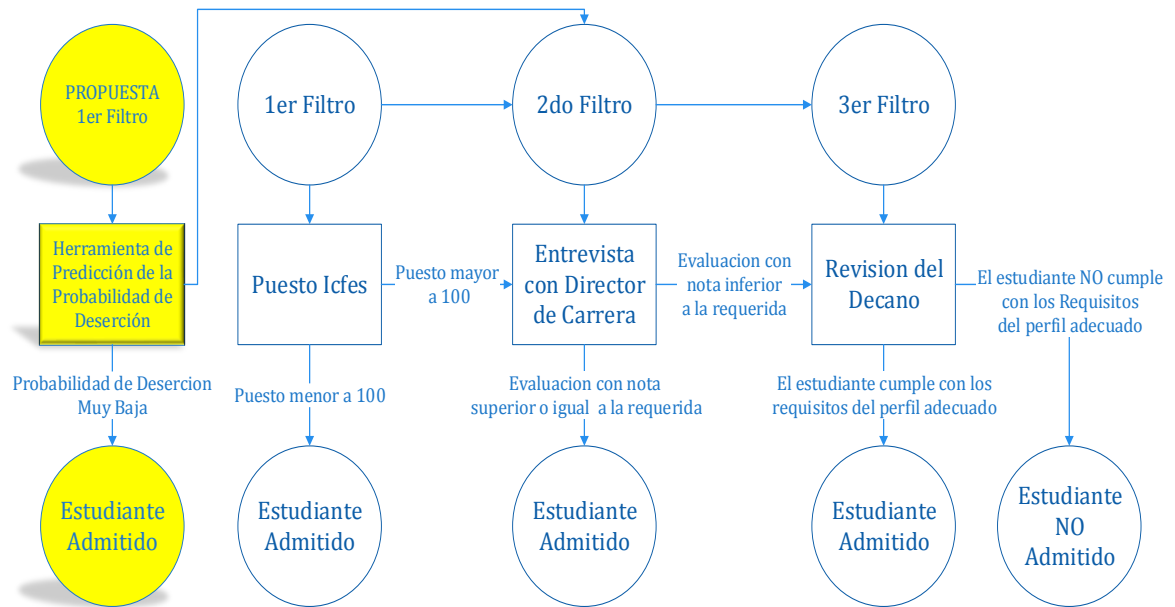 PROPUESTA
1er Filtro
1er Filtro
2do Filtro
3er Filtro
Herramienta de
Predicción de la
Probabilidad de
Deserción
Puesto Icfes
Puesto mayor
a 100
Entrevista
con Director
de Carrera
Evaluacion con
nota inferior
a la requerida
Revision del
Decano
El estudiante NO cumple
con los Requisitos
del perfil adecuado
Probabilidad de Desercion
Muy Baja
Puesto menor a 100
Evaluacion con nota
superior o igual a la requerida
El estudiante cumple con los
requisitos del perfil adecuado
Estudiante
Admitido
Estudiante
Admitido
Estudiante
Admitido
Estudiante
Admitido
Estudiante
NO
Admitido